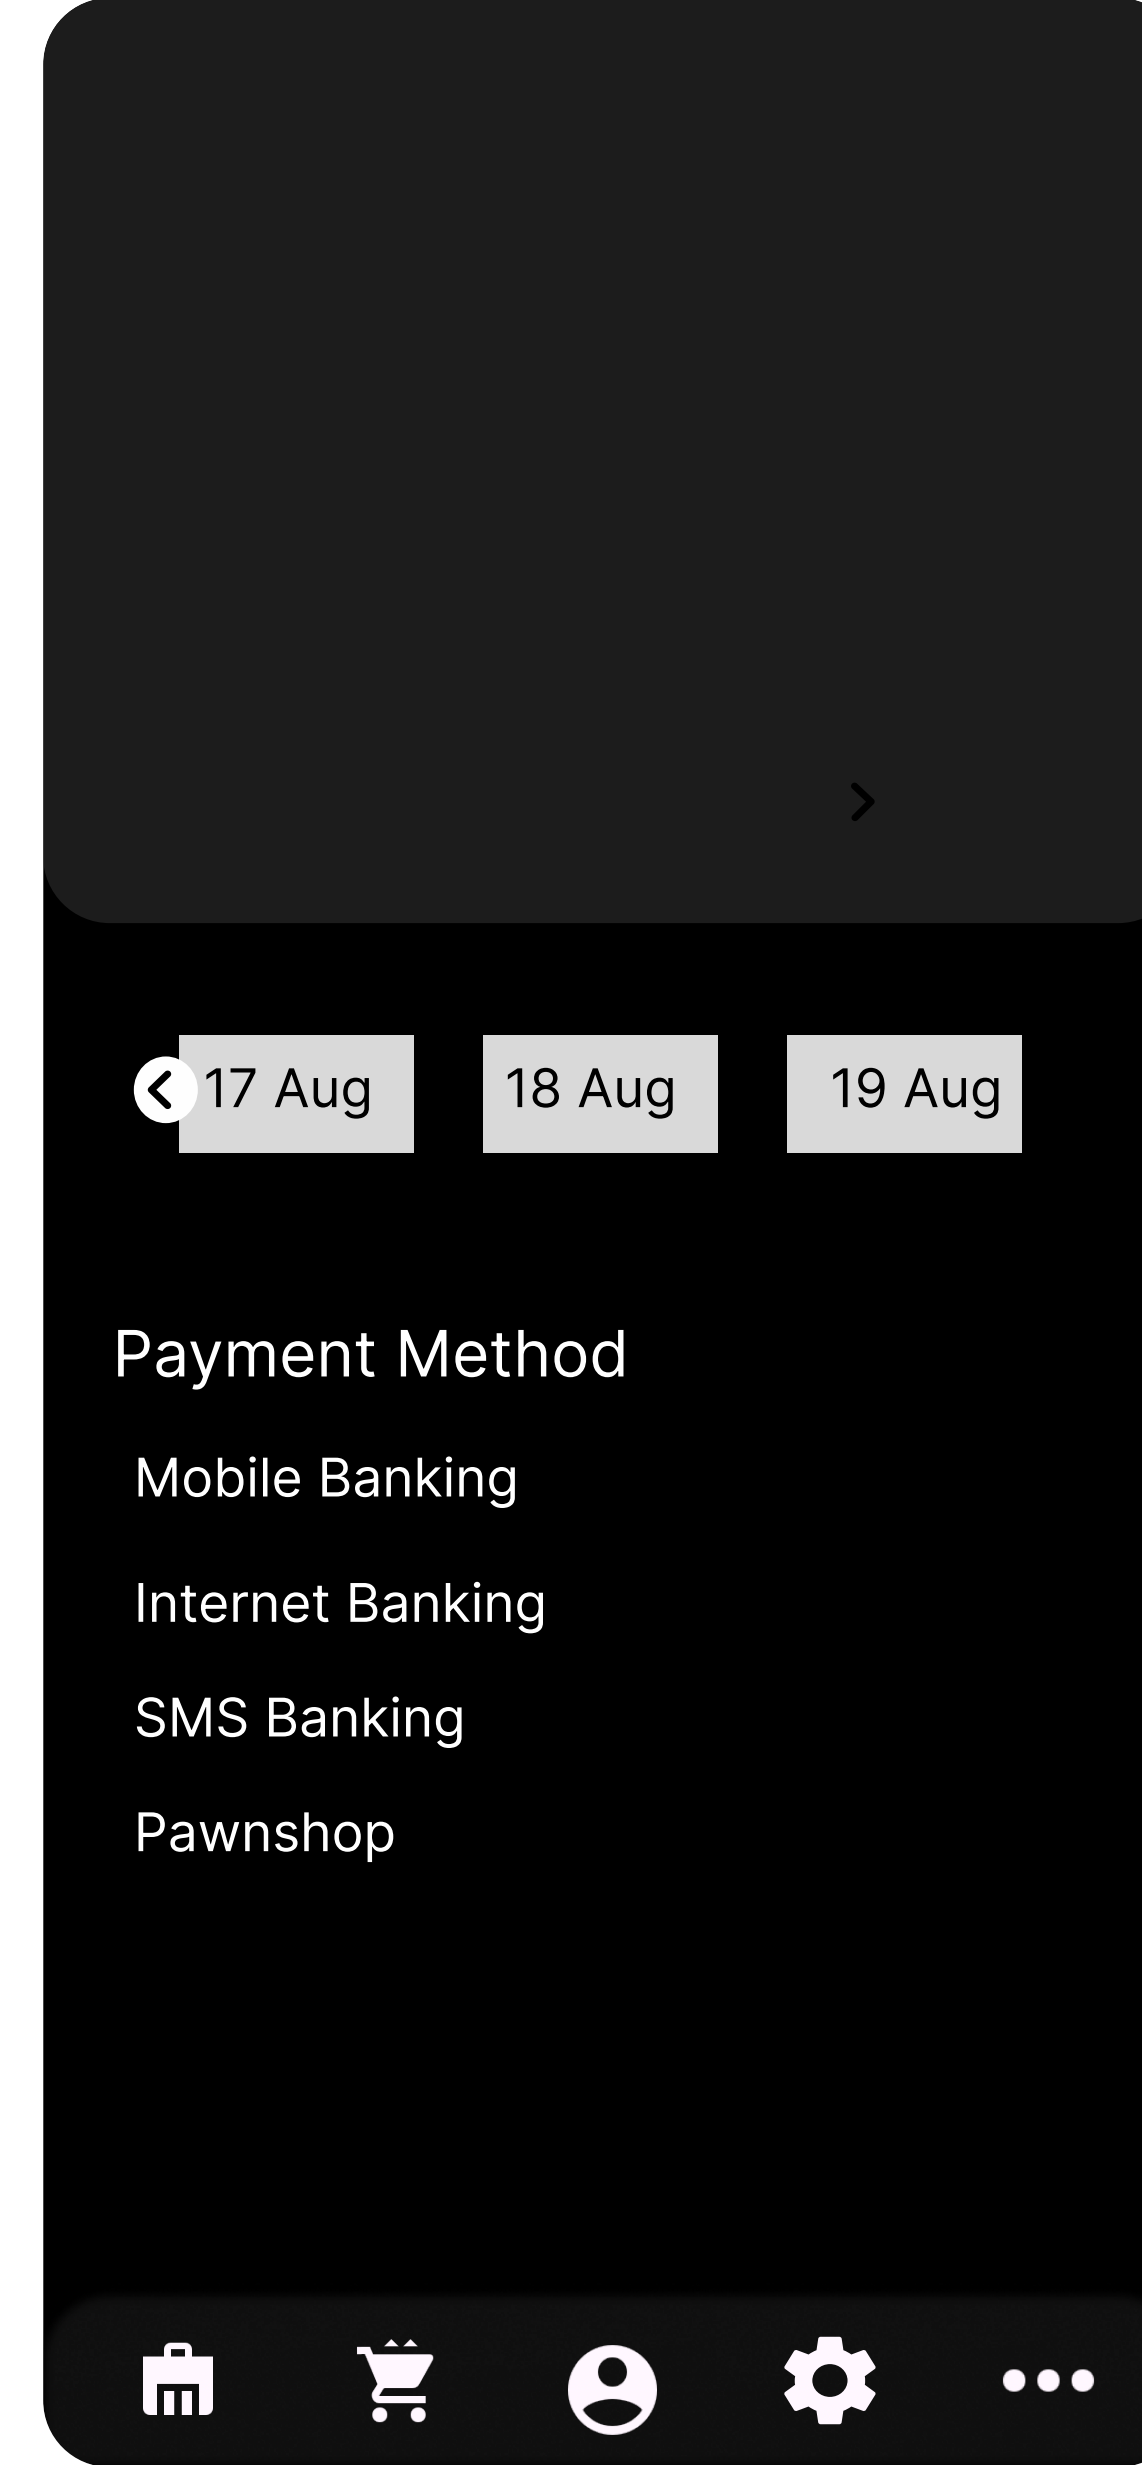 17 Aug 18 Aug 19 Aug
Payment Method
Mobile Banking
Internet Banking
SMS Banking
Pawnshop